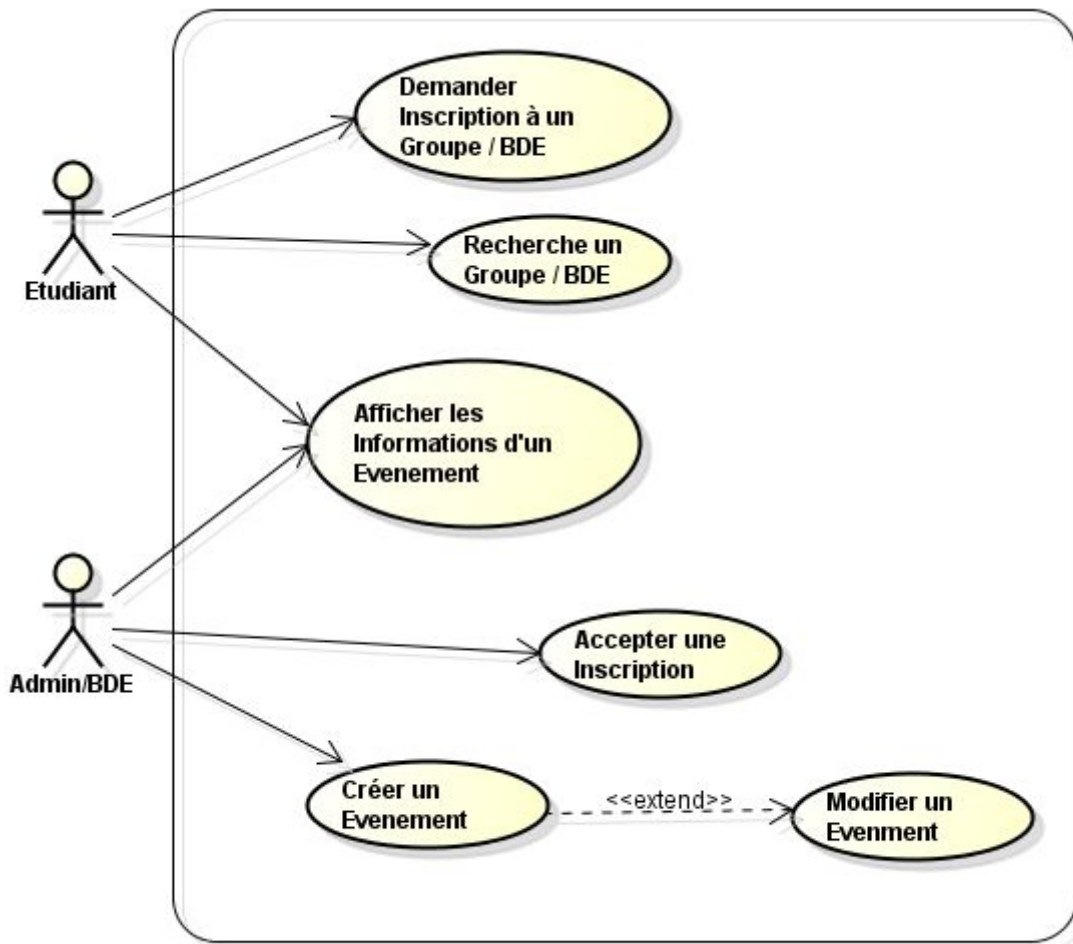 Demander
Inscription à un
Groupe / BDE
Etudiant
Recherche un
Groupe / BDE
Afficher les
Informations d'un
Evenement
Admin/BDE
Accepter une
Inscription
Créer un
Evenement
<<extend>>
Modifier un
Evenment